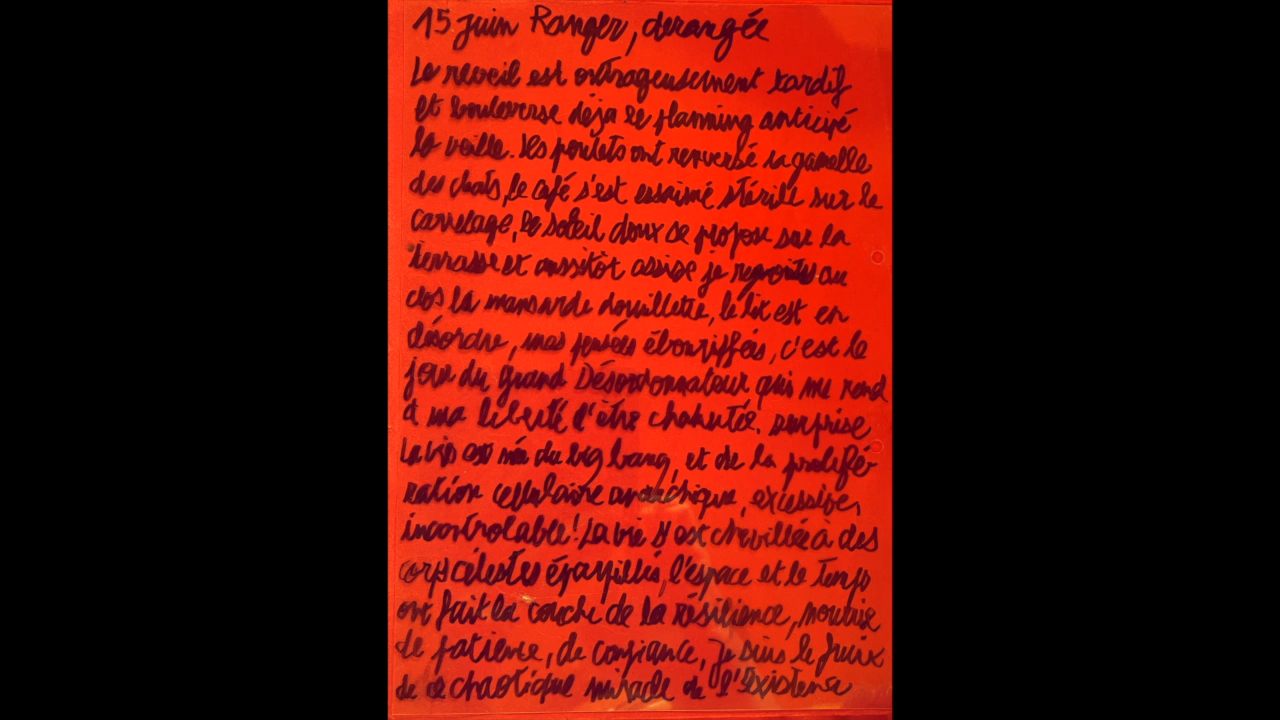 15 juin Ranger, derangée
Le reveil est outrageusement tardif
et bouleverse déja le planning anticipé
la veille. Les poulets ont renversé la gamelle
des chats, le café s'est essaimé stérile sur le
carrelage, le soleil doux se propose sur la
terrasse et aussitôt assise je au
clos la mansarde douillette, le lit est en
désordre, mes pensées ébouriffées, c'est le
jour du grand Désordonnateur qui me rend
à ma liberté d'être chahutée. surprise
La vie est née du big bang, et de la prolifé-
ration cellulaire anarchique, excessive,
incontrolable! La vie s'est chevillée à des
corps célestes éparpillés, l'espace et le temps
ont fait la couche de la résilience, nourrie
de patience, de confiance, je suis le fruit
de ce chaotique miracle de l'existence